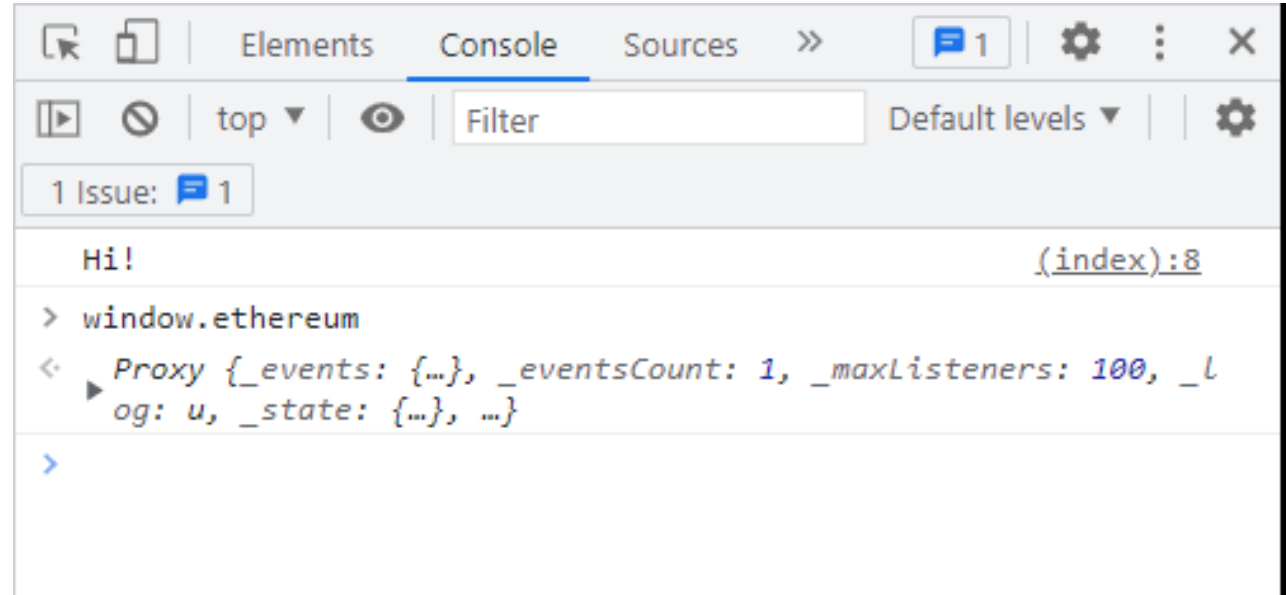 Elements Console Sources » 1
top ▼ Filter Default levels ▼
1 Issue: 1
Hi! (index):8
> window.ethereum
Proxy {_events: {…}, _eventsCount: 1, _maxListeners: 100, _l
og: u, _state: {…}, …}
>